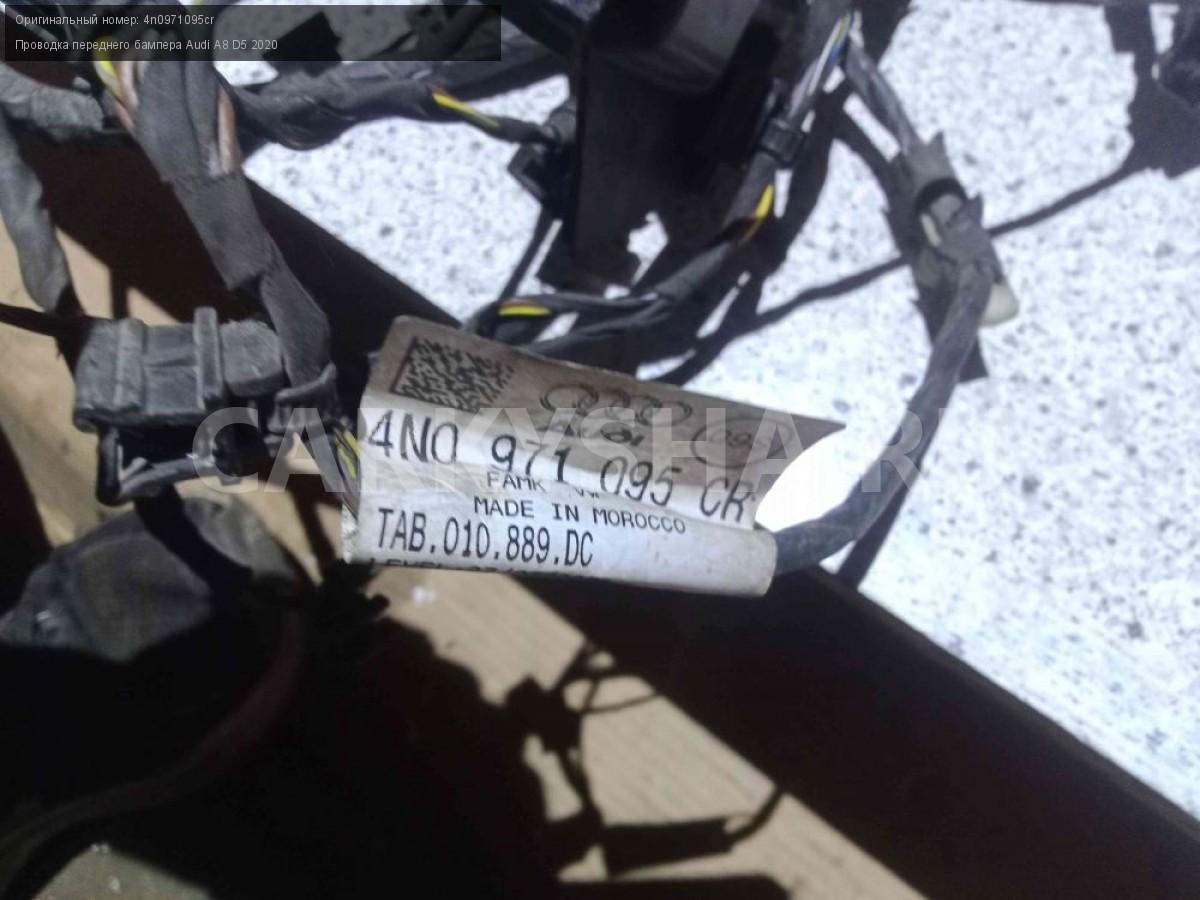 Оригинальный номер: 4n0971095cr
Проводка переднего бампера Audi A8 D5 2020
AUDI
4N0 971 095 CR
MADE IN MOROCCO
TAB.010.889.DC